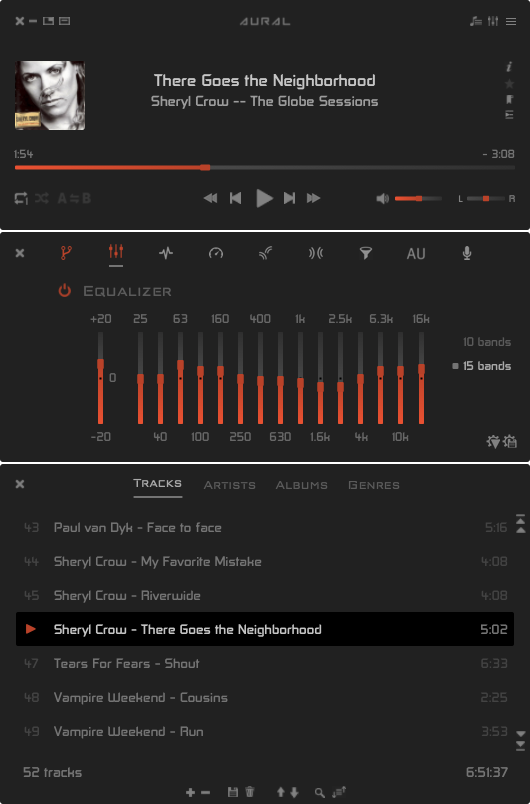 AURAL
There Goes the Neighborhood
Sheryl Crow -- The Globe Sessions
1:54 - 3:08
A B L R
AU
Equalizer
+20 25 63 160 400 1k 2.5k 6.3k 16k
10 bands
15 bands
0
-20 40 100 250 630 1.6k 4k 10k
Tracks Artists Albums Genres
43 Paul van Dyk - Face to face 5:16
44 Sheryl Crow - My Favorite Mistake 4:08
45 Sheryl Crow - Riverwide 4:08
Sheryl Crow - There Goes the Neighborhood 5:02
47 Tears For Fears - Shout 6:33
48 Vampire Weekend - Cousins 2:25
49 Vampire Weekend - Run 3:53
52 tracks 6:51:37